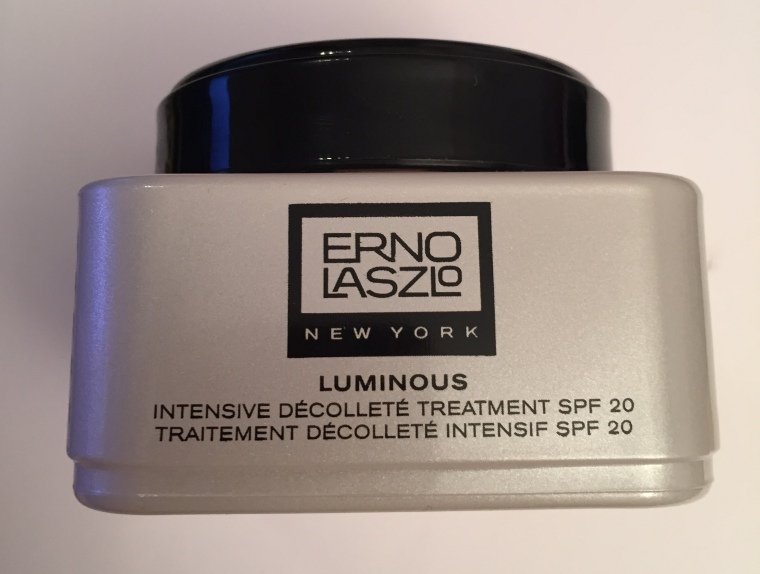 ERNO
LASZLO
NEW YORK
LUMINOUS
INTENSIVE DÉCOLLETÉ TREATMENT SPF 20
TRAITEMENT DÉCOLLETÉ INTENSIF SPF 20